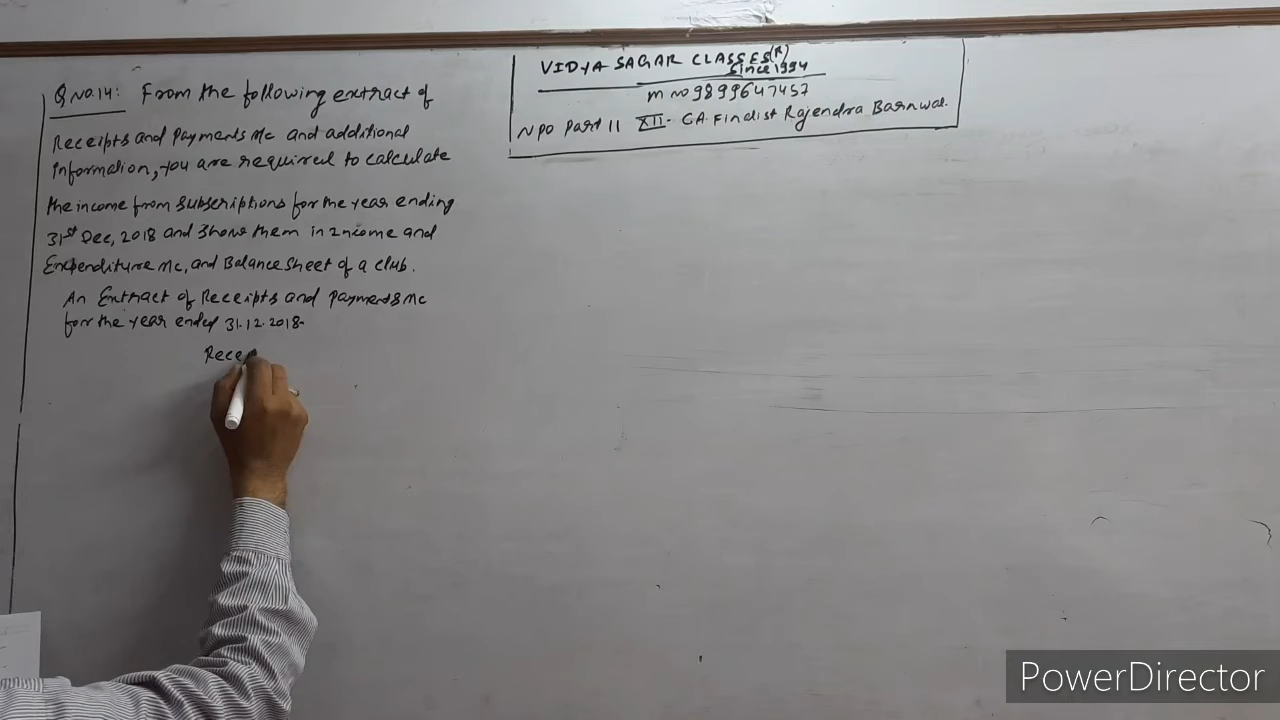 Q No.14: From the following extract of
Receipts and Payments A/c and additional
Information, you are required to calculate
the income from subscriptions for the year ending
31st Dec, 2018 and show them in Income and
Expenditure A/c, and Balance sheet of a club.
An Extract of Receipts and Payments A/c
for the year ended 31.12.2018.
Rece
VIDYA SAGAR CLASSES (R)
Since 1994
M no 9899647457
NPO Part 11 XII - CA. Finalist Rajendra Barnwal.
PowerDirector